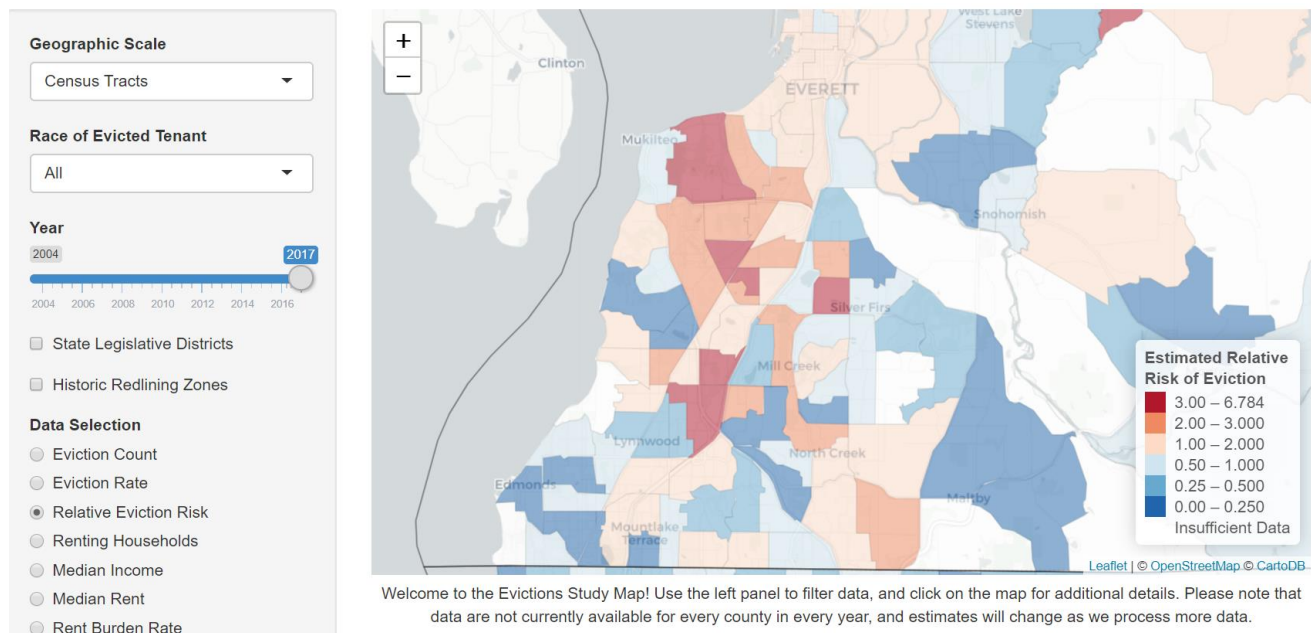 Geographic Scale
Census Tracts
Race of Evicted Tenant
All
Year
2004
2017
2004 2006 2008 2010 2012 2014 2016
State Legislative Districts
Historic Redlining Zones
Data Selection
Eviction Count
Eviction Rate
Relative Eviction Risk
Renting Households
Median Income
Median Rent
Rent Burden Rate
+
−
West Lake
Stevens
Clinton
EVERETT
Mukilteo
Snohomish
Silver Firs
Mill Creek
Lynnwood
North Creek
Edmonds
Maltby
Mountlake
Terrace
Estimated Relative
Risk of Eviction
3.00 – 6.784
2.00 – 3.000
1.00 – 2.000
0.50 – 1.000
0.25 – 0.500
0.00 – 0.250
Insufficient Data
Leaflet | © OpenStreetMap © CartoDB
Welcome to the Evictions Study Map! Use the left panel to filter data, and click on the map for additional details. Please note that
data are not currently available for every county in every year, and estimates will change as we process more data.